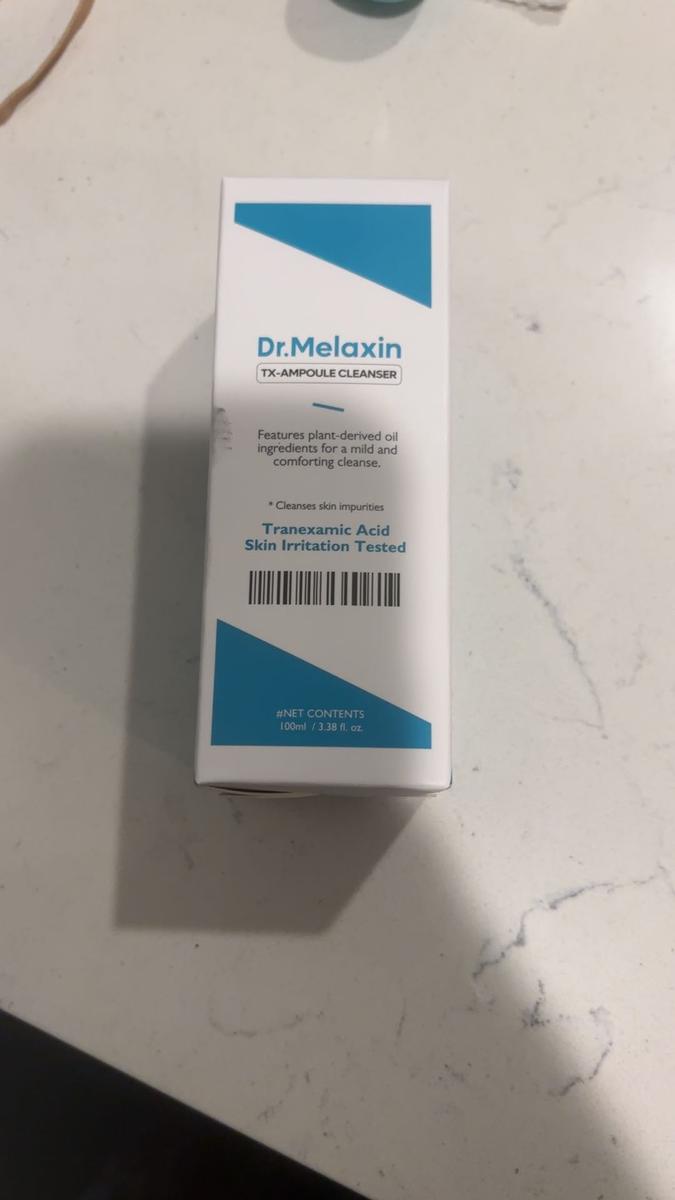 Dr.Melaxin
TX-AMPOULE CLEANSER
Features plant-derived oil
ingredients for a mild and
comforting cleanse.
* Cleanses skin impurities
Tranexamic Acid
Skin Irritation Tested
#NET CONTENTS
100ml / 3.38 fl. oz.